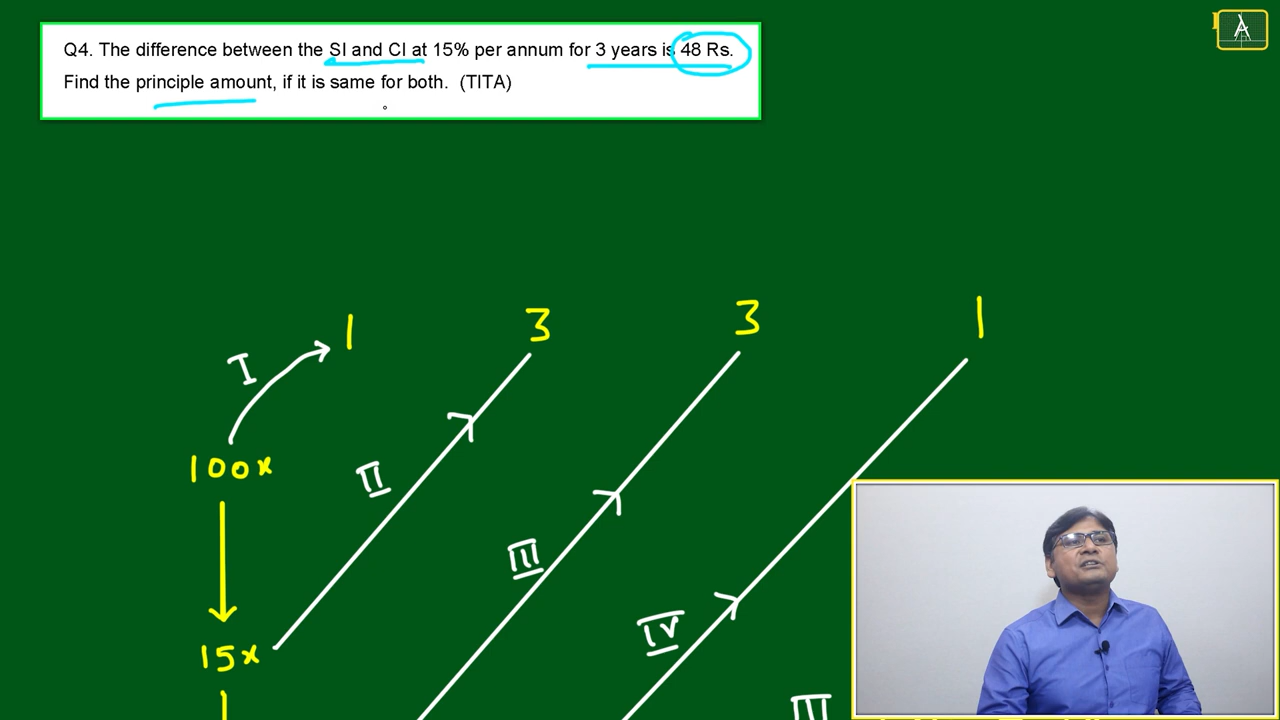 Q4. The difference between the SI and CI at 15% per annum for 3 years is 48 Rs.
Find the principle amount, if it is same for both. (TITA)
1 3 3 1
I
100x
II
III
15x
IV
III